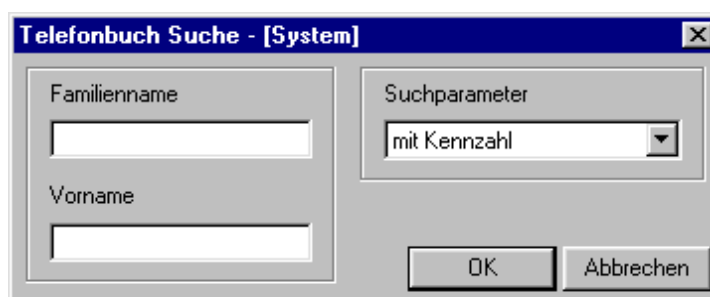 Telefonbuch Suche - [System]
Familienname
Vorname
Suchparameter
mit Kennzahl
OK
Abbrechen